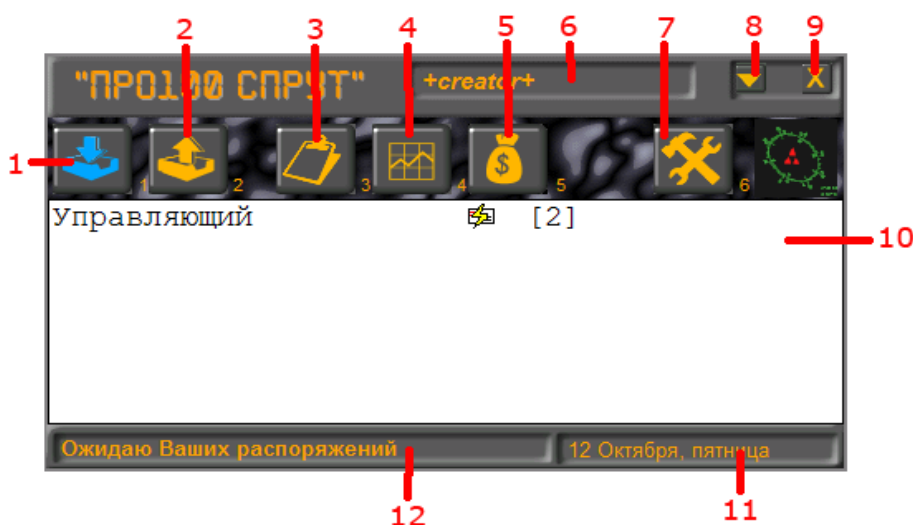 2 3 4 5 6 7 8 9
"ПРО100 СПРУТ" +creator+ X
1 1 2 3 4 $ 5 6
Управляющий [2]
10
Ожидаю Ваших распоряжений 12 Октября, пятница
12 11